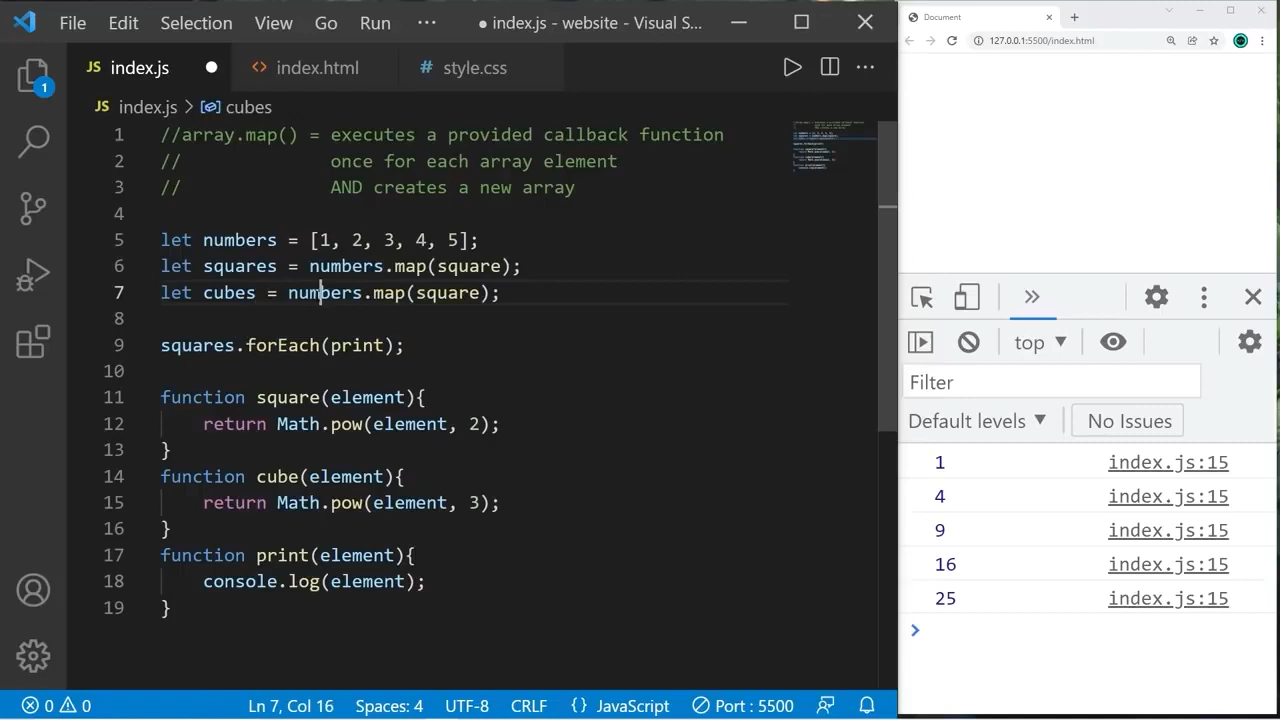 File Edit Selection View Go Run ··· ● index.js - website - Visual S...
JS index.js ● <> index.html # style.css
JS index.js > cubes
1 //array.map() = executes a provided callback function
2 // once for each array element
3 // AND creates a new array
4
5 let numbers = [1, 2, 3, 4, 5];
6 let squares = numbers.map(square);
7 let cubes = numbers.map(square);
8
9 squares.forEach(print);
10
11 function square(element){
12 return Math.pow(element, 2);
13 }
14 function cube(element){
15 return Math.pow(element, 3);
16 }
17 function print(element){
18 console.log(element);
19 }
1
0 0 Ln 7, Col 16 Spaces: 4 UTF-8 CRLF {} JavaScript Port : 5500
Document
127.0.0.1:5500/index.html
top
Filter
Default levels No Issues
1 index.js:15
4 index.js:15
9 index.js:15
16 index.js:15
25 index.js:15